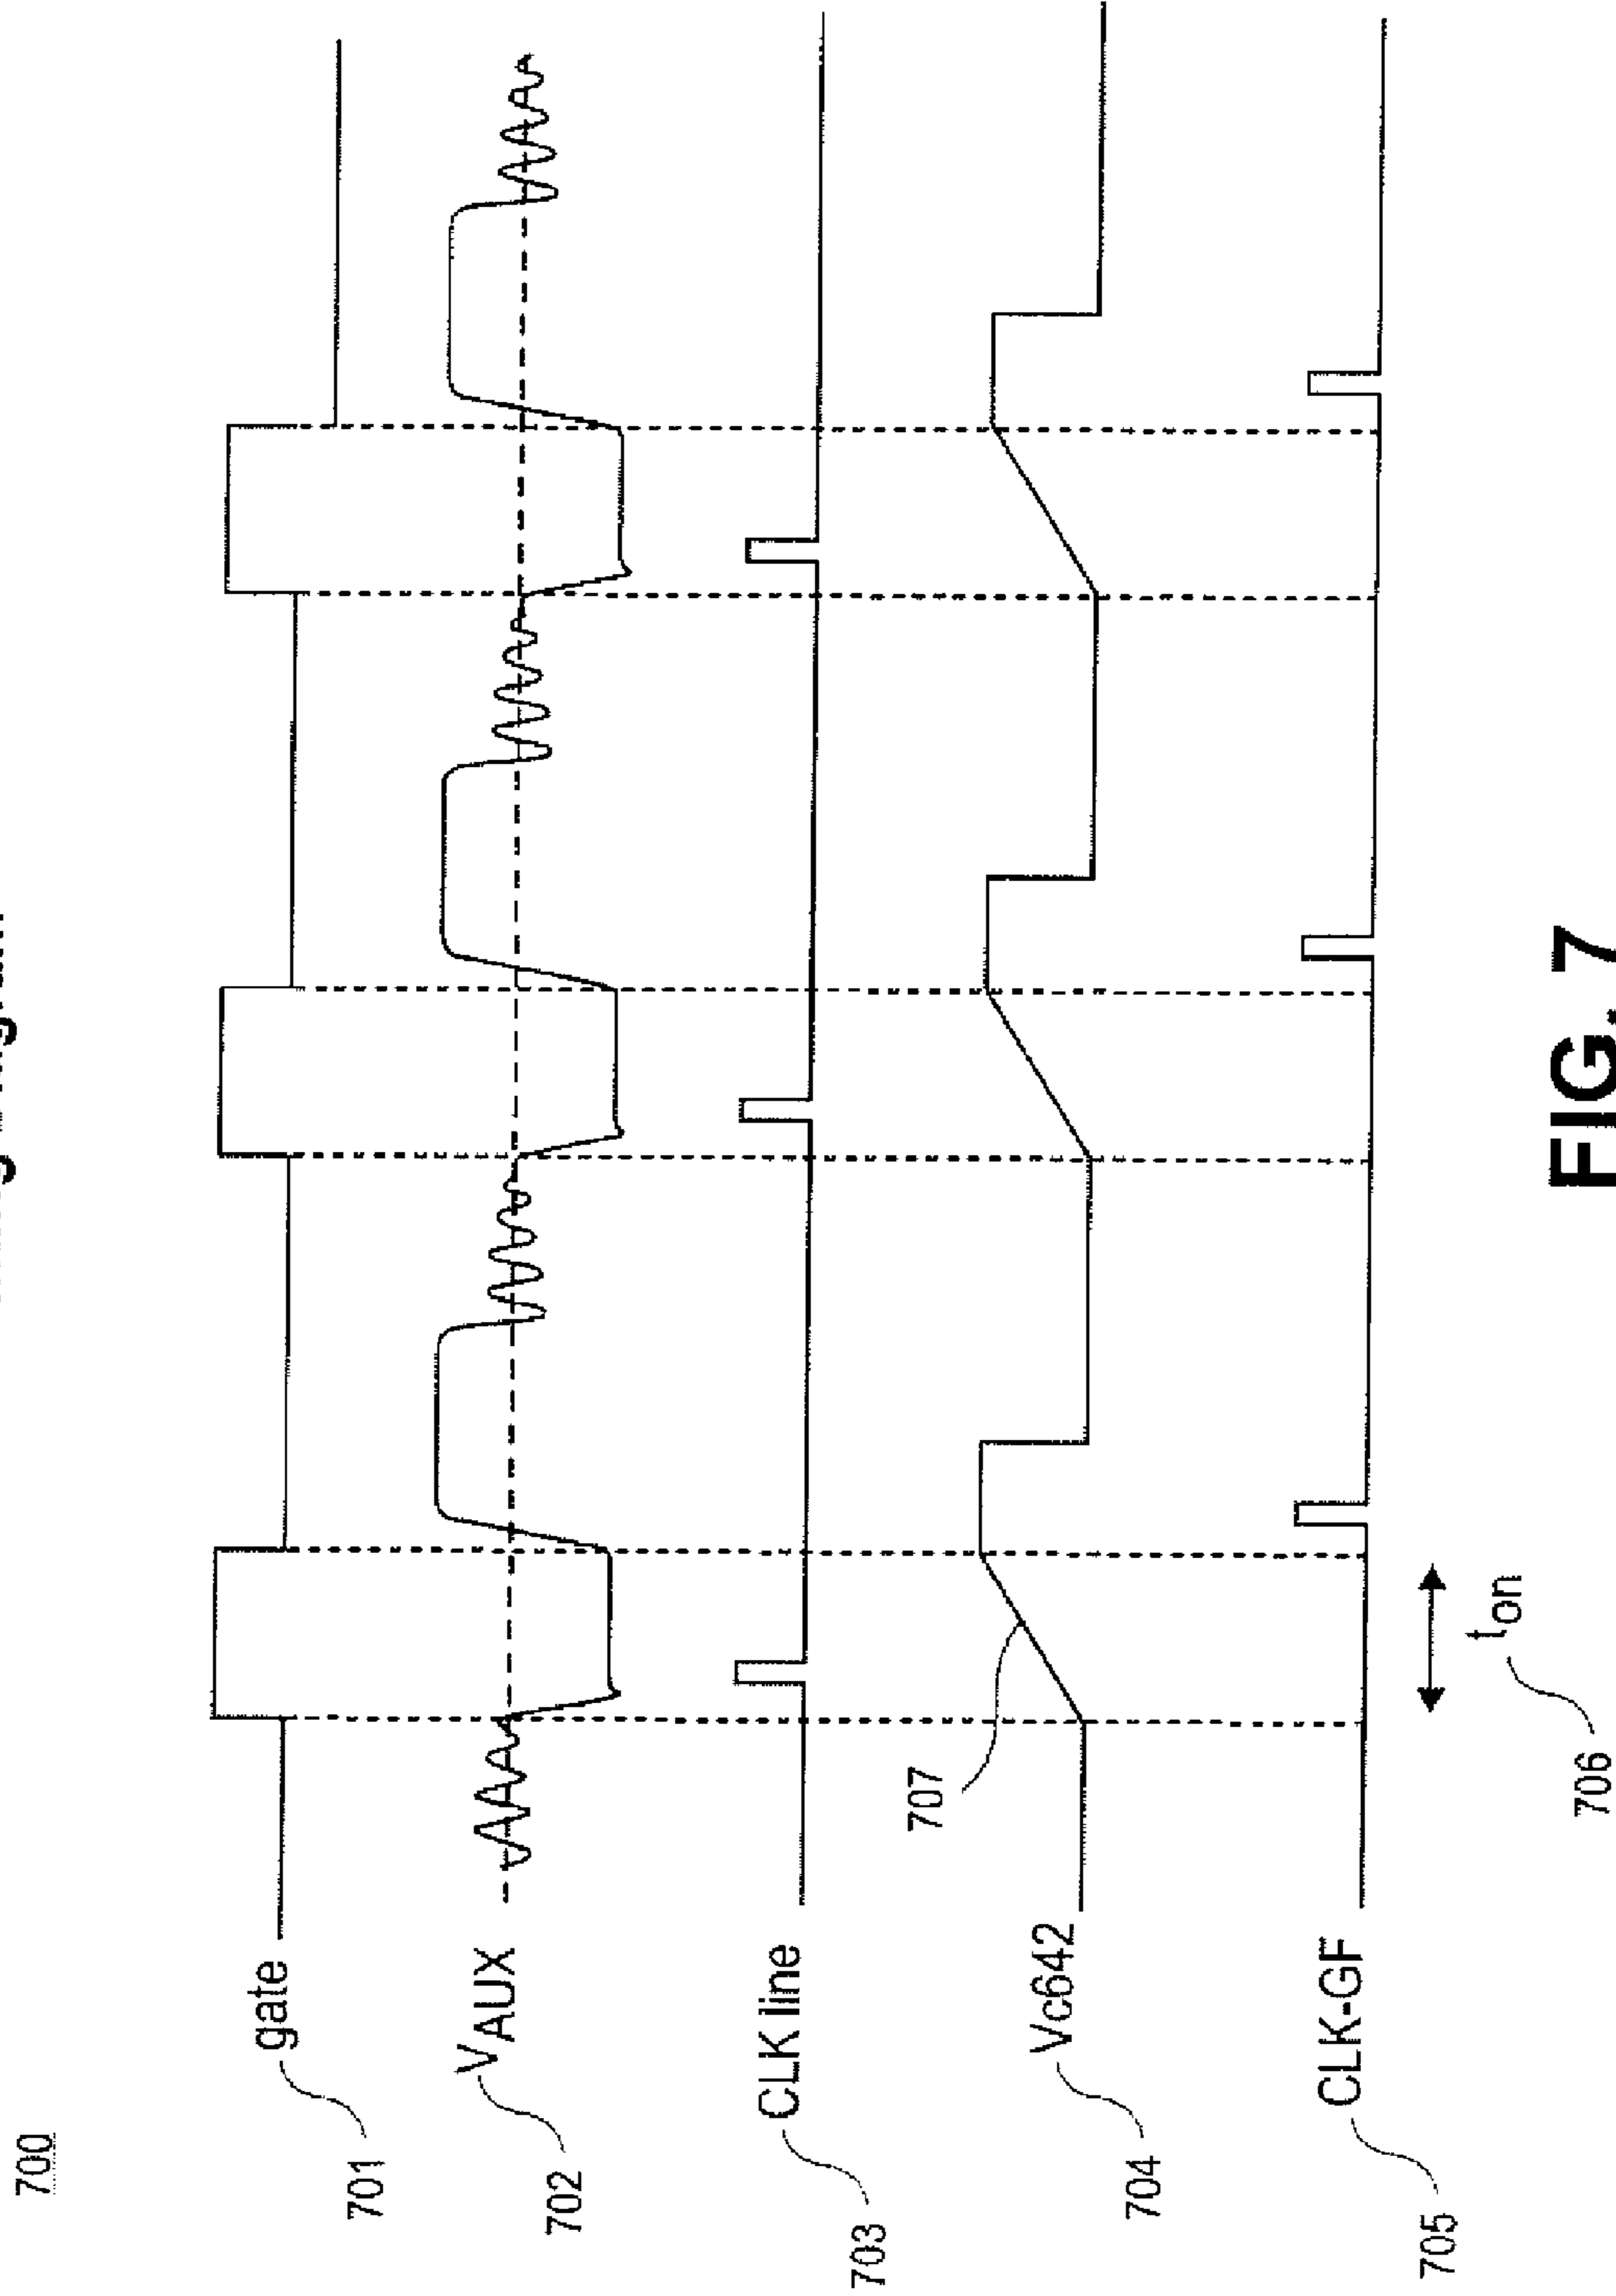 700
701 gate
702 VAUX
703 CLK line
704 Vc642
707
705 CLK-GF
ton
706
FIG. 7